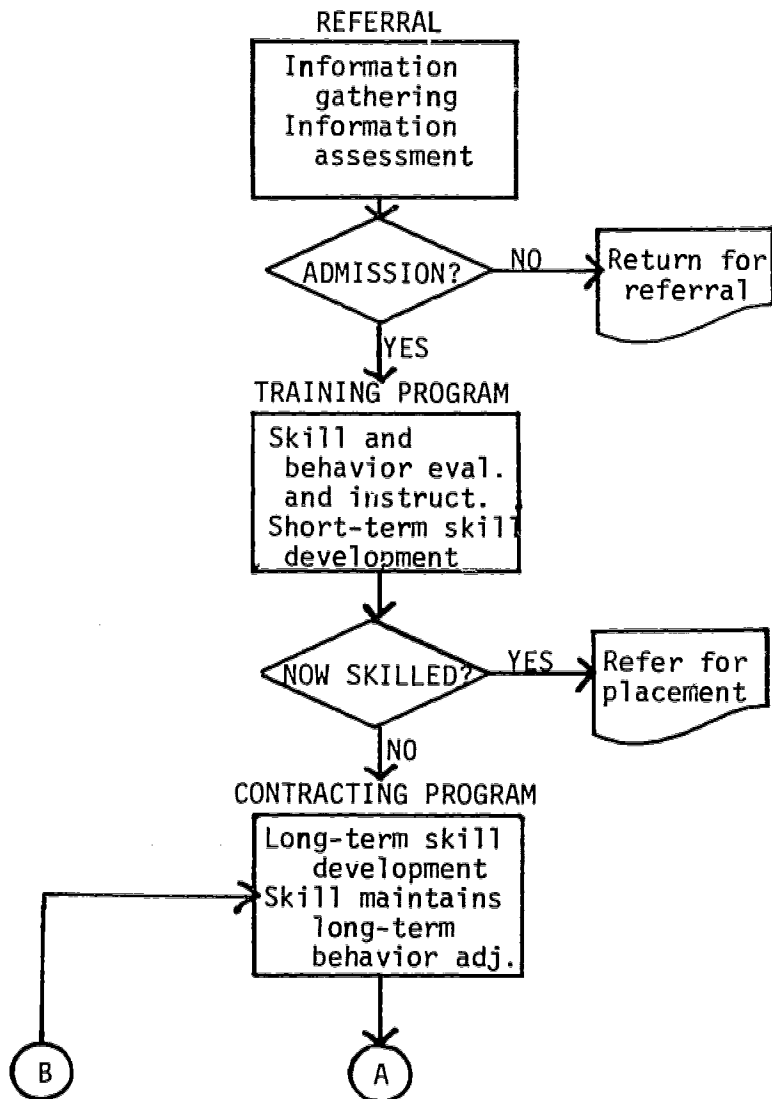 REFERRAL
Information
gathering
Information
assessment
ADMISSION?
NO
Return for
referral
YES
TRAINING PROGRAM
Skill and
behavior eval.
and instruct.
Short-term skill
development
NOW SKILLED?
YES
Refer for
placement
NO
CONTRACTING PROGRAM
Long-term skill
development
Skill maintains
long-term
behavior adj.
B
A